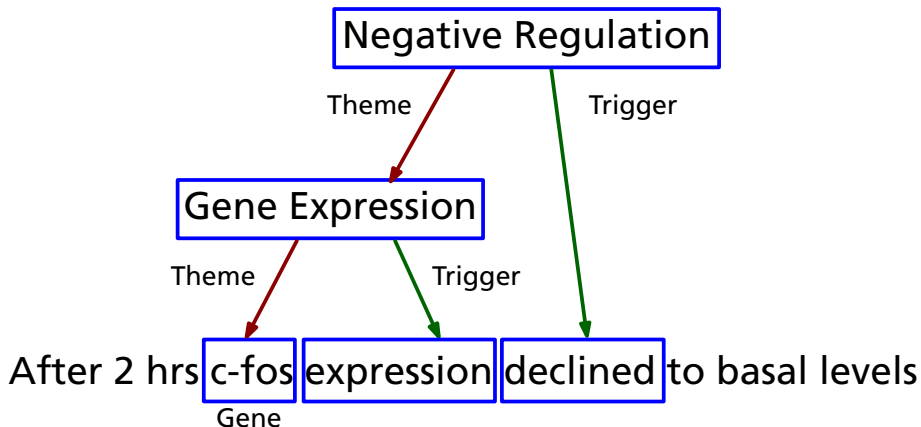 Negative Regulation
Theme Trigger
Gene Expression
Theme Trigger
After 2 hrs c-fos expression declined to basal levels
Gene